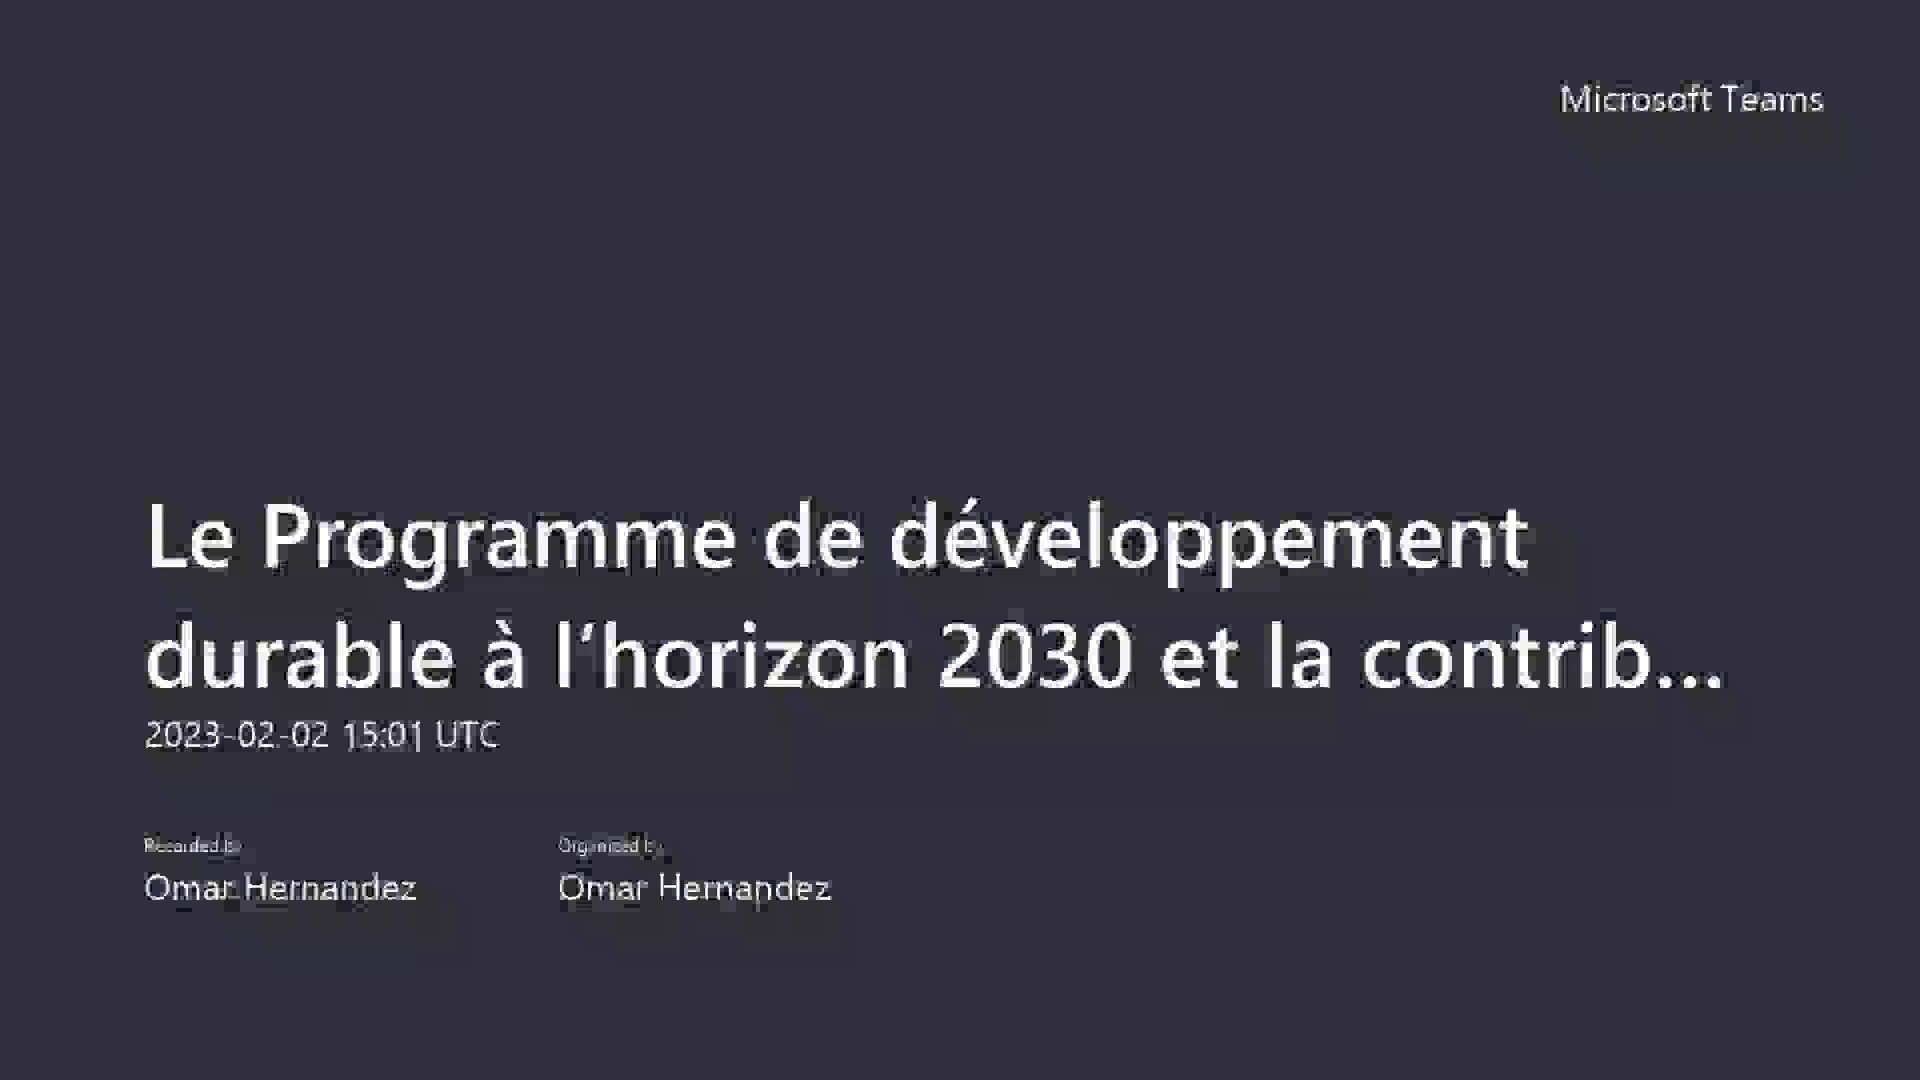 Microsoft Teams
Le Programme de développement
durable à l’horizon 2030 et la contrib...
2023-02-02 15:01 UTC
Recorded by
Organized by
Omar Hernandez
Omar Hernandez